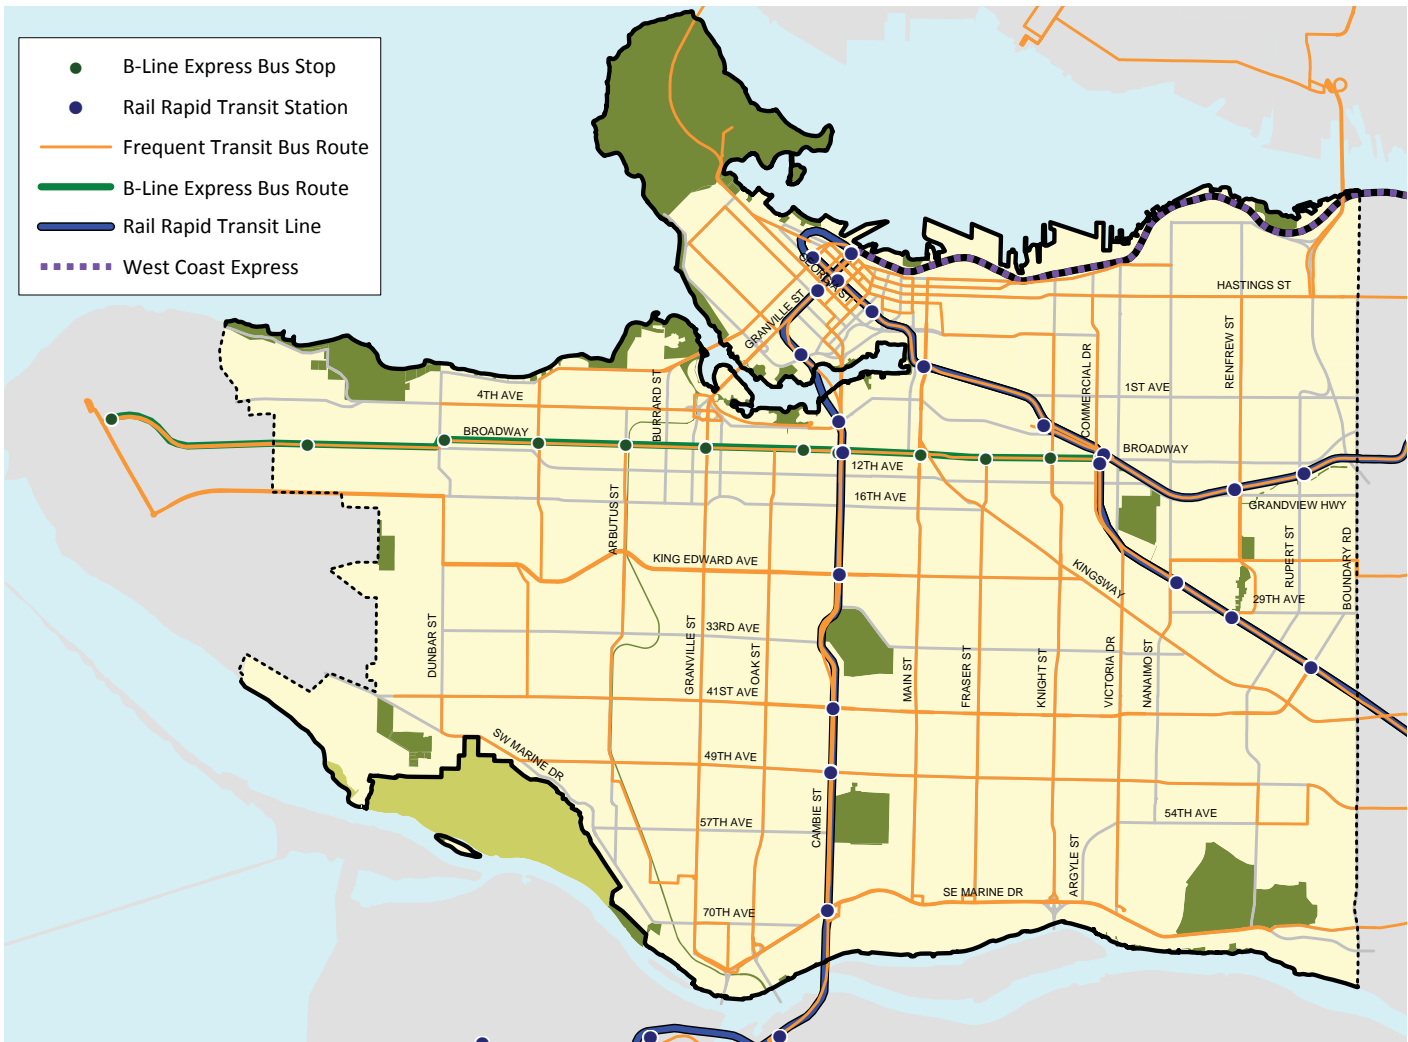 B-Line Express Bus Stop
Rail Rapid Transit Station
Frequent Transit Bus Route
B-Line Express Bus Route
Rail Rapid Transit Line
West Coast Express
GEORGIA ST
GRANVILLE ST
HASTINGS ST
RENFREW ST
COMMERCIAL DR
1ST AVE
BURRARD ST
4TH AVE
BROADWAY
BROADWAY
12TH AVE
16TH AVE
GRANDVIEW HWY
ARBUTUS ST
RUPERT ST
BOUNDARY RD
KING EDWARD AVE
KINGSWAY
29TH AVE
33RD AVE
DUNBAR ST
GRANVILLE ST
OAK ST
MAIN ST
FRASER ST
KNIGHT ST
VICTORIA DR
NANAIMO ST
41ST AVE
SW MARINE DR
49TH AVE
CAMBIE ST
57TH AVE
54TH AVE
ARGYLE ST
SE MARINE DR
70TH AVE